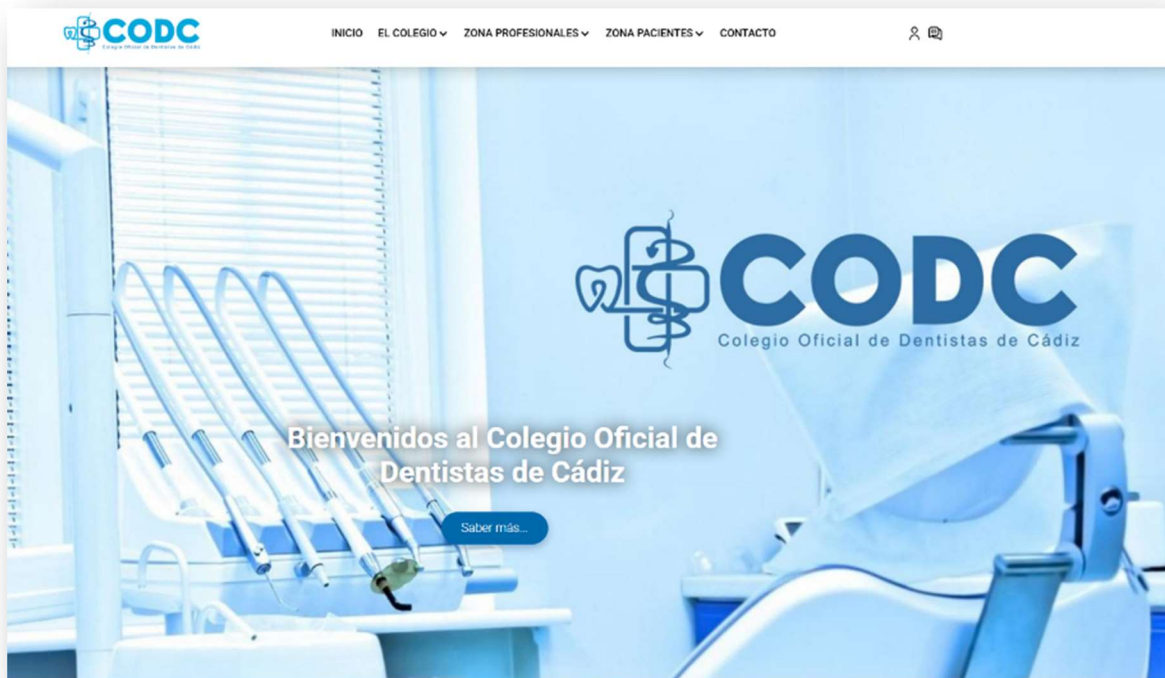 CODC
Colegio Oficial de Dentistas de Cádiz
INICIO EL COLEGIO ZONA PROFESIONALES ZONA PACIENTES CONTACTO
CODC
Colegio Oficial de Dentistas de Cádiz
Bienvenidos al Colegio Oficial de
Dentistas de Cádiz
Saber más...